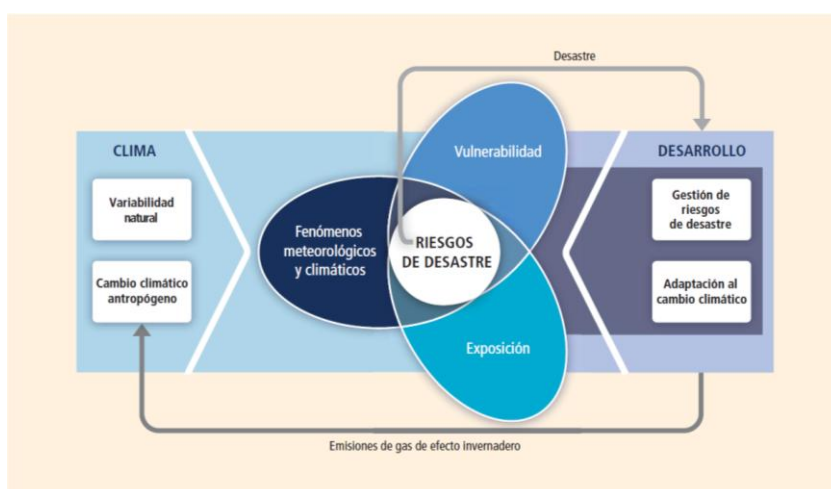 Desastre
CLIMA
Variabilidad
natural
Cambio climático
antropógeno
Fenómenos
meteorológicos
y climáticos
Vulnerabilidad
RIESGOS
DE DESASTRE
Exposición
DESARROLLO
Gestión de
riesgos
de desastre
Adaptación al
cambio climático
Emisiones de gas de efecto invernadero